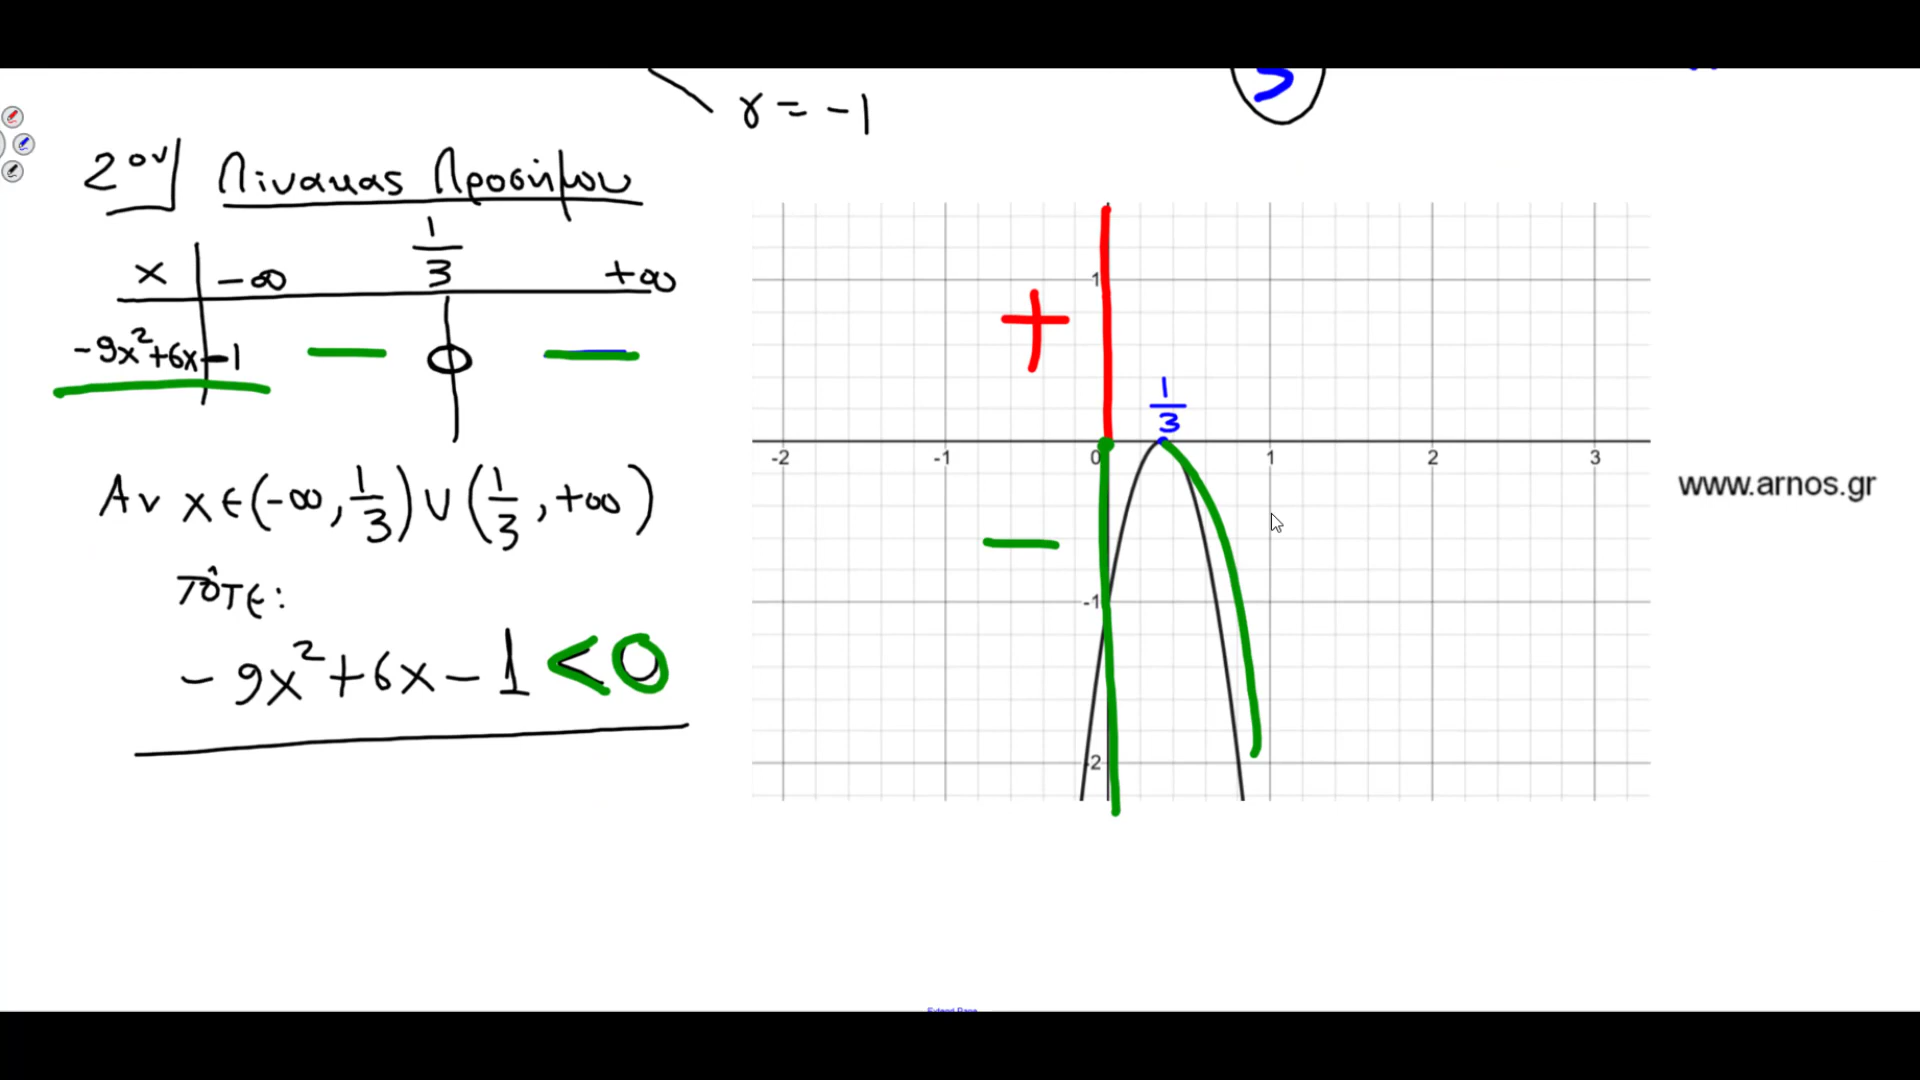 γ = -1
2ον Πίνακας Προσήμου
x -∞ 1/3 +∞
-9x²+6x-1 — 0 —
Αν x∈(-∞, 1/3)∪(1/3, +∞)
τότε:
-9x²+6x-1 <0
+
1
1/3
-2 -1 0 1 2 3
—
-1
-2
www.arnos.gr